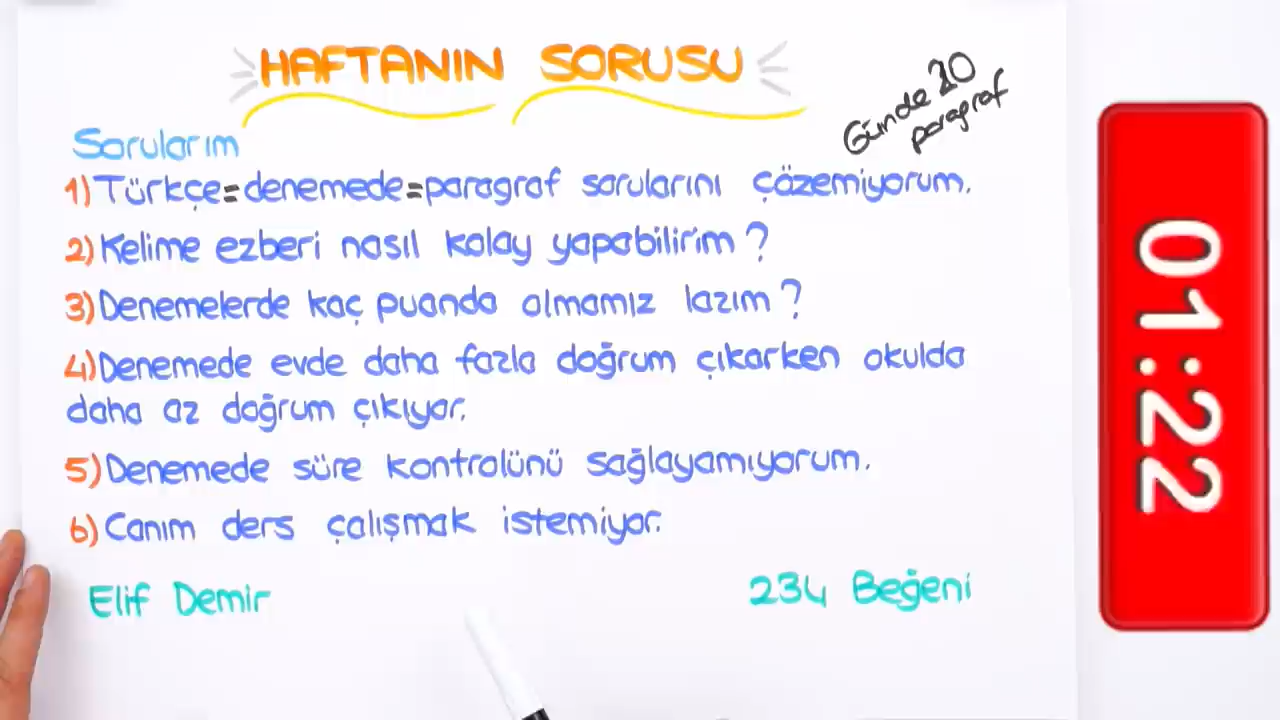 HAFTANIN SORUSU
Günde 20
paragraf
Sorularım
1) Türkçe=denemede=paragraf sorularını çözemiyorum.
2) Kelime ezberi nasıl kolay yapabilirim?
3) Denemelerde kaç puanda olmamız lazım?
4) Denemede evde daha fazla doğrum çıkarken okulda
daha az doğrum çıkıyor.
5) Denemede süre kontrolünü sağlayamıyorum.
6) Canım ders çalışmak istemiyor.
Elif Demir
234 Beğeni
01:22